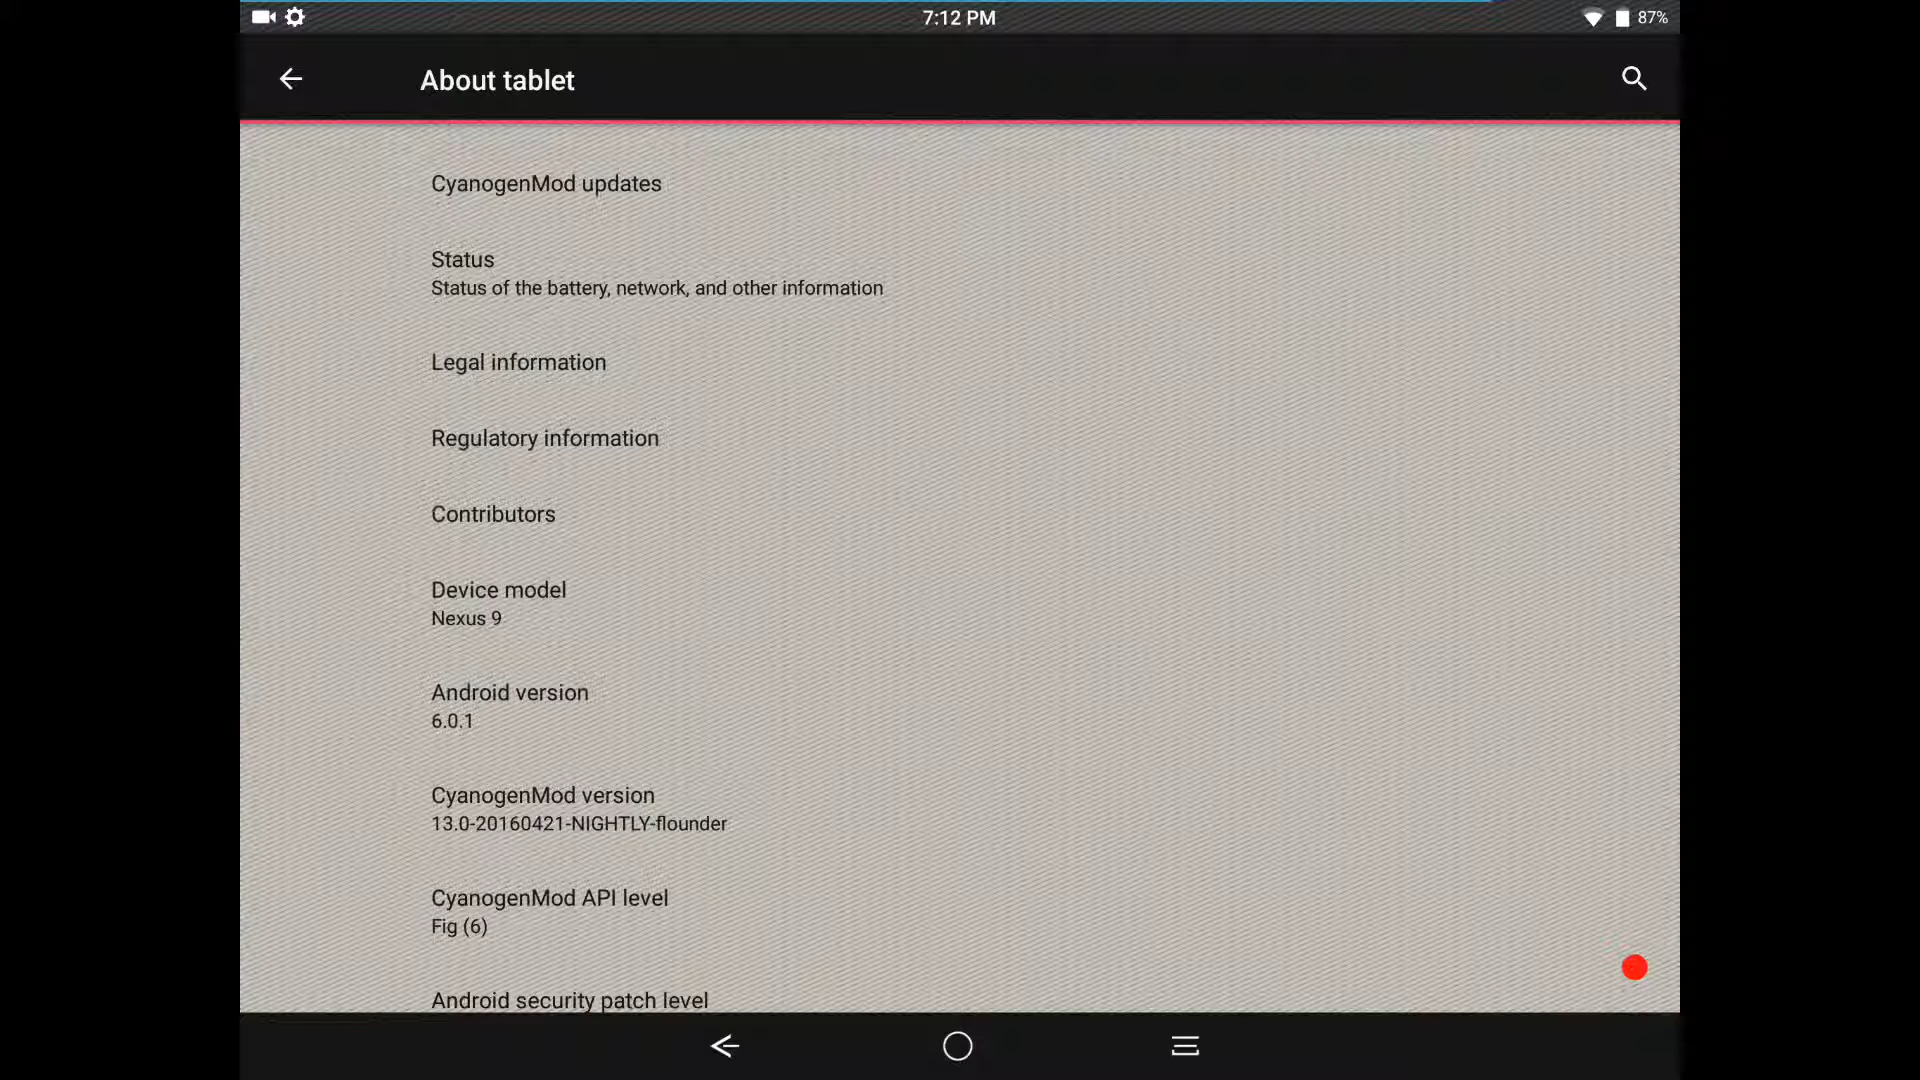 7:12 PM
87%
About tablet
CyanogenMod updates
Status
Status of the battery, network, and other information
Legal information
Regulatory information
Contributors
Device model
Nexus 9
Android version
6.0.1
CyanogenMod version
13.0-20160421-NIGHTLY-flounder
CyanogenMod API level
Fig (6)
Android security patch level